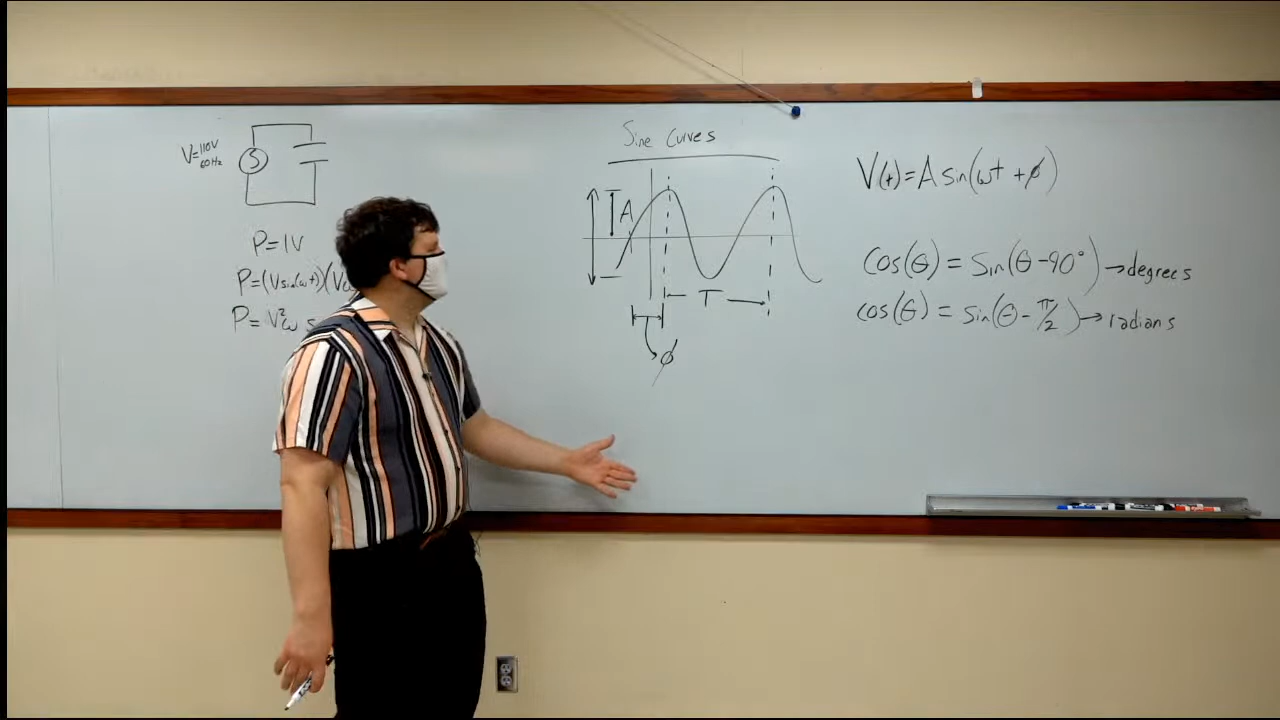 V=110V
60Hz
S
P=IV
P=(Vsin(ωt))(V
P=V²ω s
Sine Curves
A
T
ϕ
V(t)=A sin(ωt+ϕ)
Cos(θ) = Sin(θ-90°)→degrees
cos(θ) = sin(θ-π/2)→radians